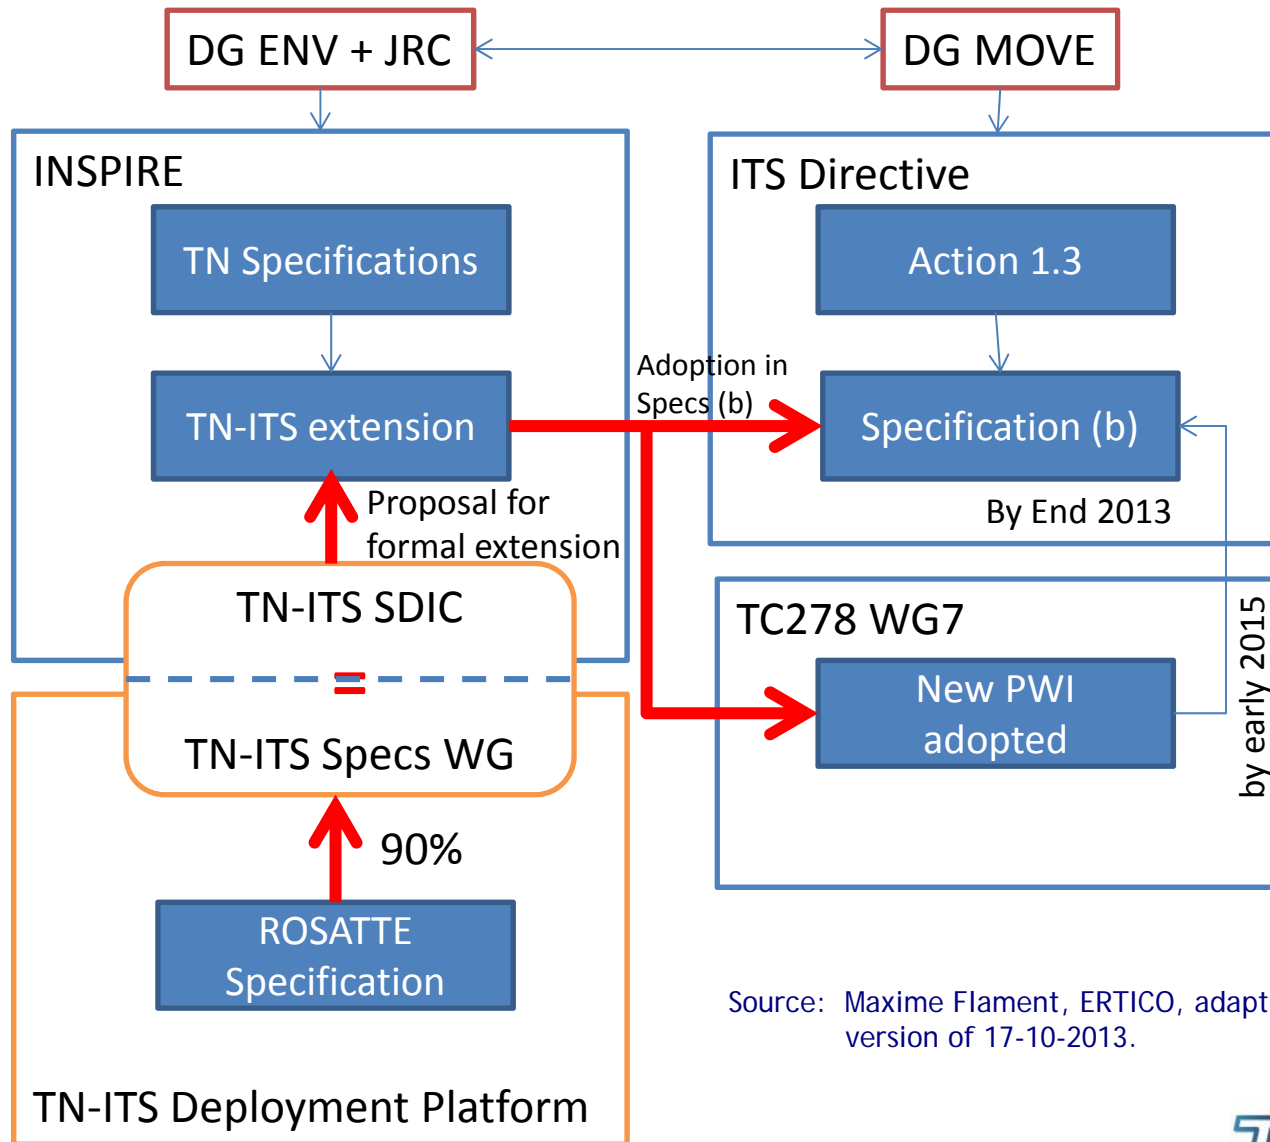 DG ENV + JRC
DG MOVE
INSPIRE
TN Specifications
TN-ITS extension
Proposal for
formal extension
TN-ITS SDIC
=
TN-ITS Specs WG
90%
ROSATTE
Specification
TN-ITS Deployment Platform
Adoption in
Specs (b)
ITS Directive
Action 1.3
Specification (b)
By End 2013
TC278 WG7
New PWI
adopted
by early 2015
Source: Maxime Flament, ERTICO, adapt
version of 17-10-2013.